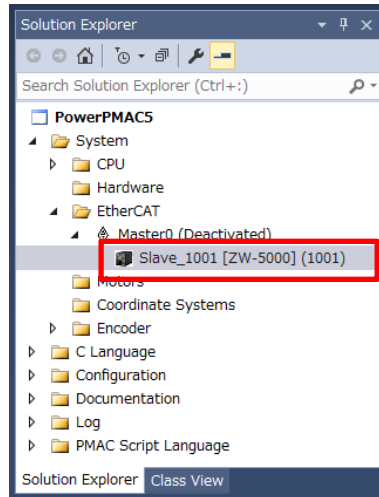 Solution Explorer
Search Solution Explorer (Ctrl+:)
PowerPMAC5
System
CPU
Hardware
EtherCAT
Master0 (Deactivated)
Slave_1001 [ZW-5000] (1001)
Motors
Coordinate Systems
Encoder
C Language
Configuration
Documentation
Log
PMAC Script Language
Solution Explorer Class View